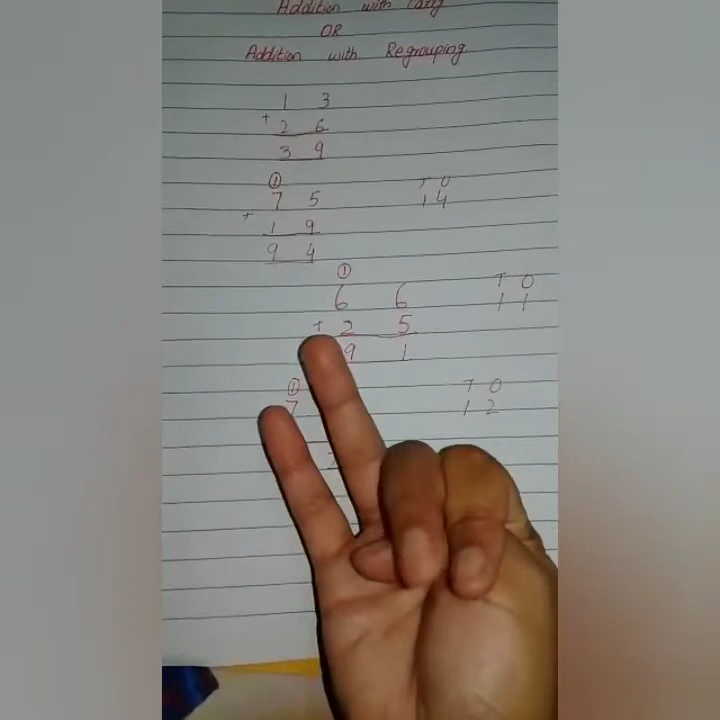 Addition with Carry
OR
Addition with Regrouping
1 3
+ 2 6
3 9
①
7 5 T O
+ 1 9 1 4
9 4
①
6 6 T O
+ 2 5 1 1
9 1
① T O
7 1 2